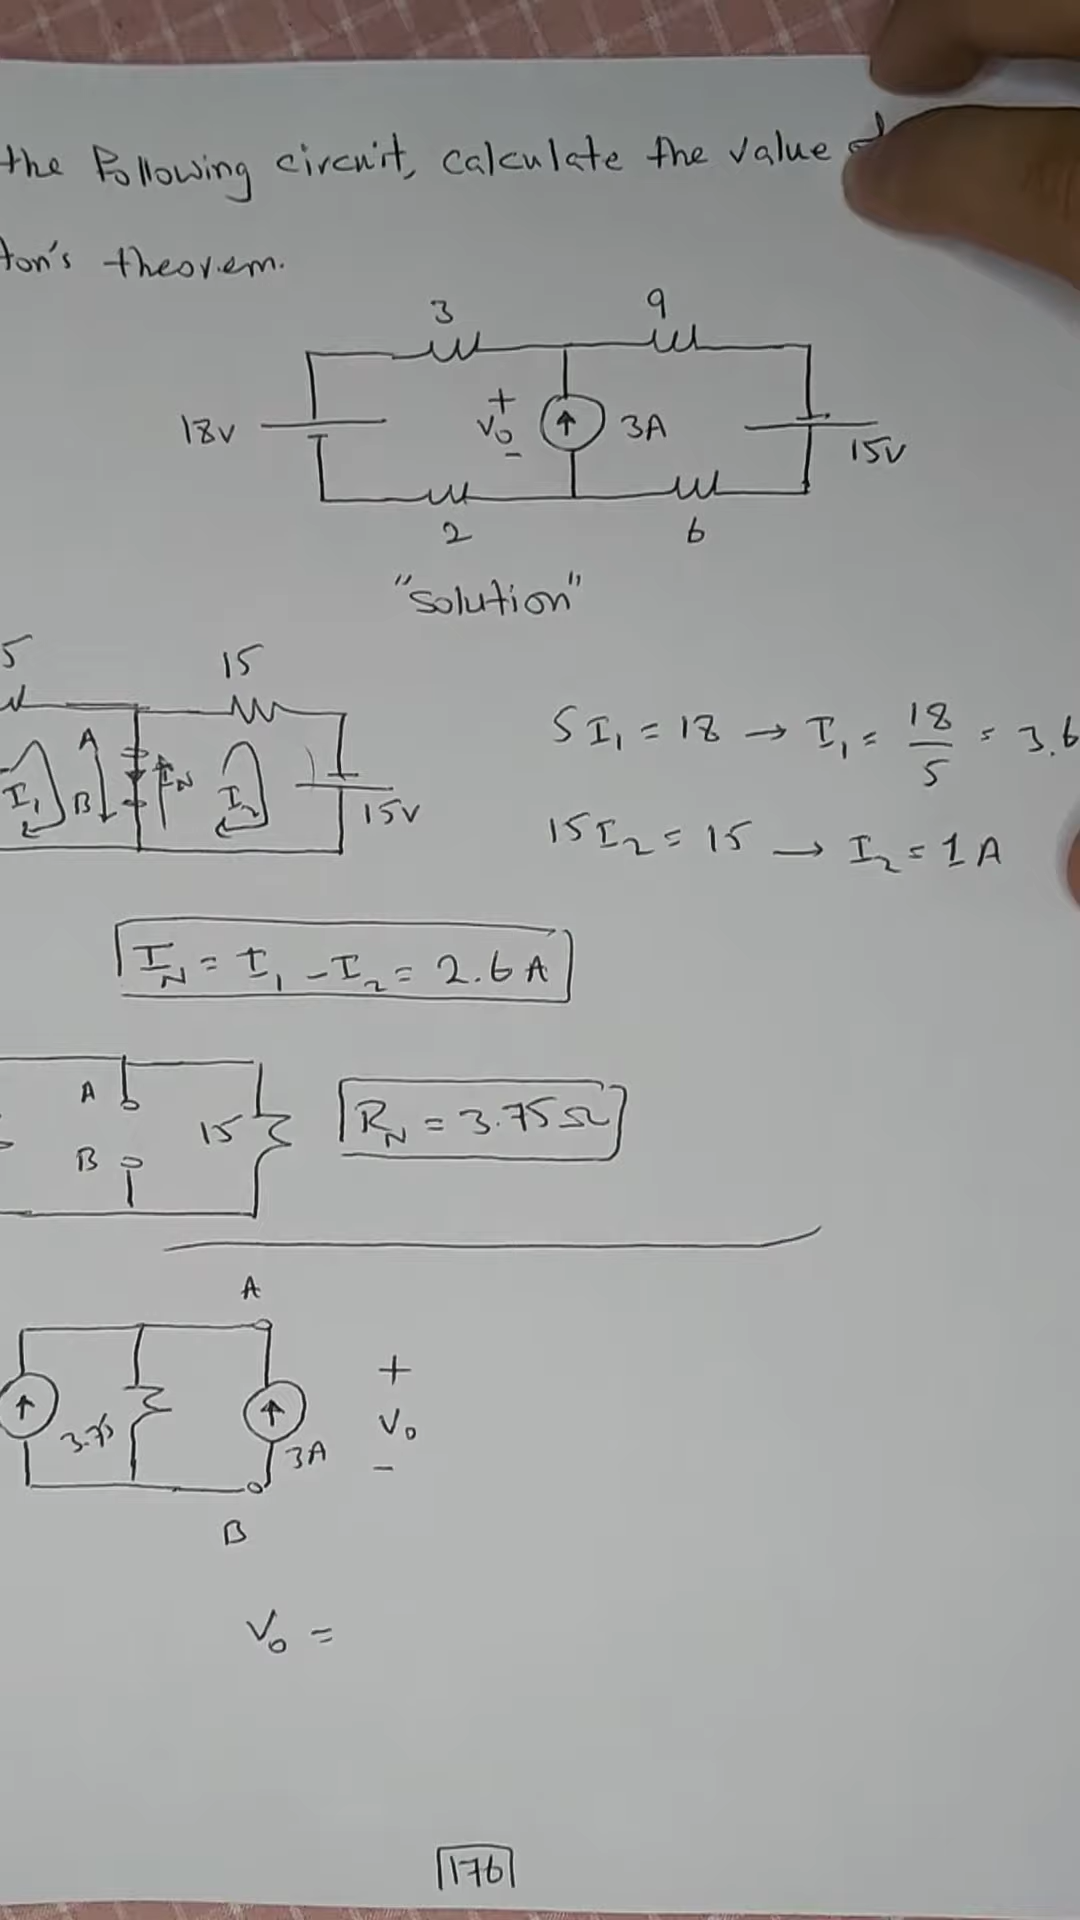 the following circuit, calculate the value
ton's theorem.
3
9
18v
+
Vo
-
3A
15v
2
6
"solution"
5
15
A
B
I1
IN
I2
15v
5I1 = 18 → I1 = 18/5 = 3.6
15I2 = 15 → I2 = 1A
IN = I1 - I2 = 2.6 A
A
B
15
RN = 3.75Ω
A
3.75
3A
+
Vo
-
B
Vo =
176